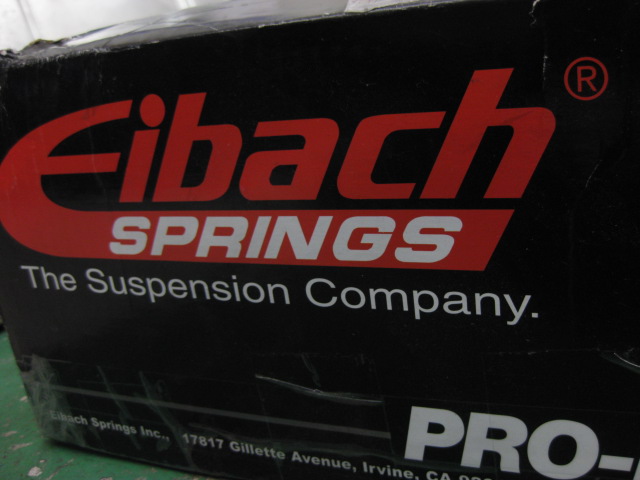 Eibach®
SPRINGS
The Suspension Company.
PRO-
Eibach Springs Inc., 17817 Gillette Avenue, Irvine, CA